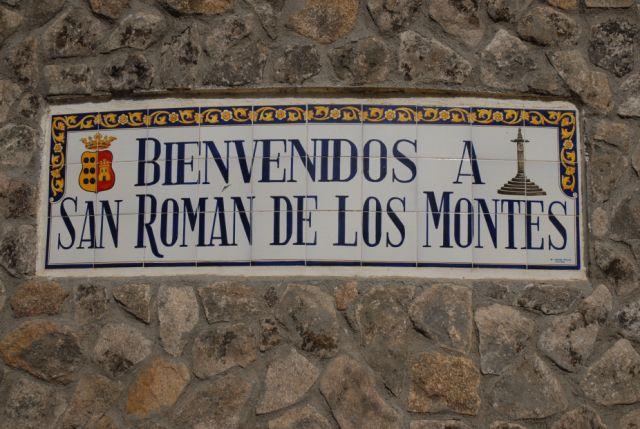 BIENVENIDOS A
SAN ROMÁN DE LOS MONTES